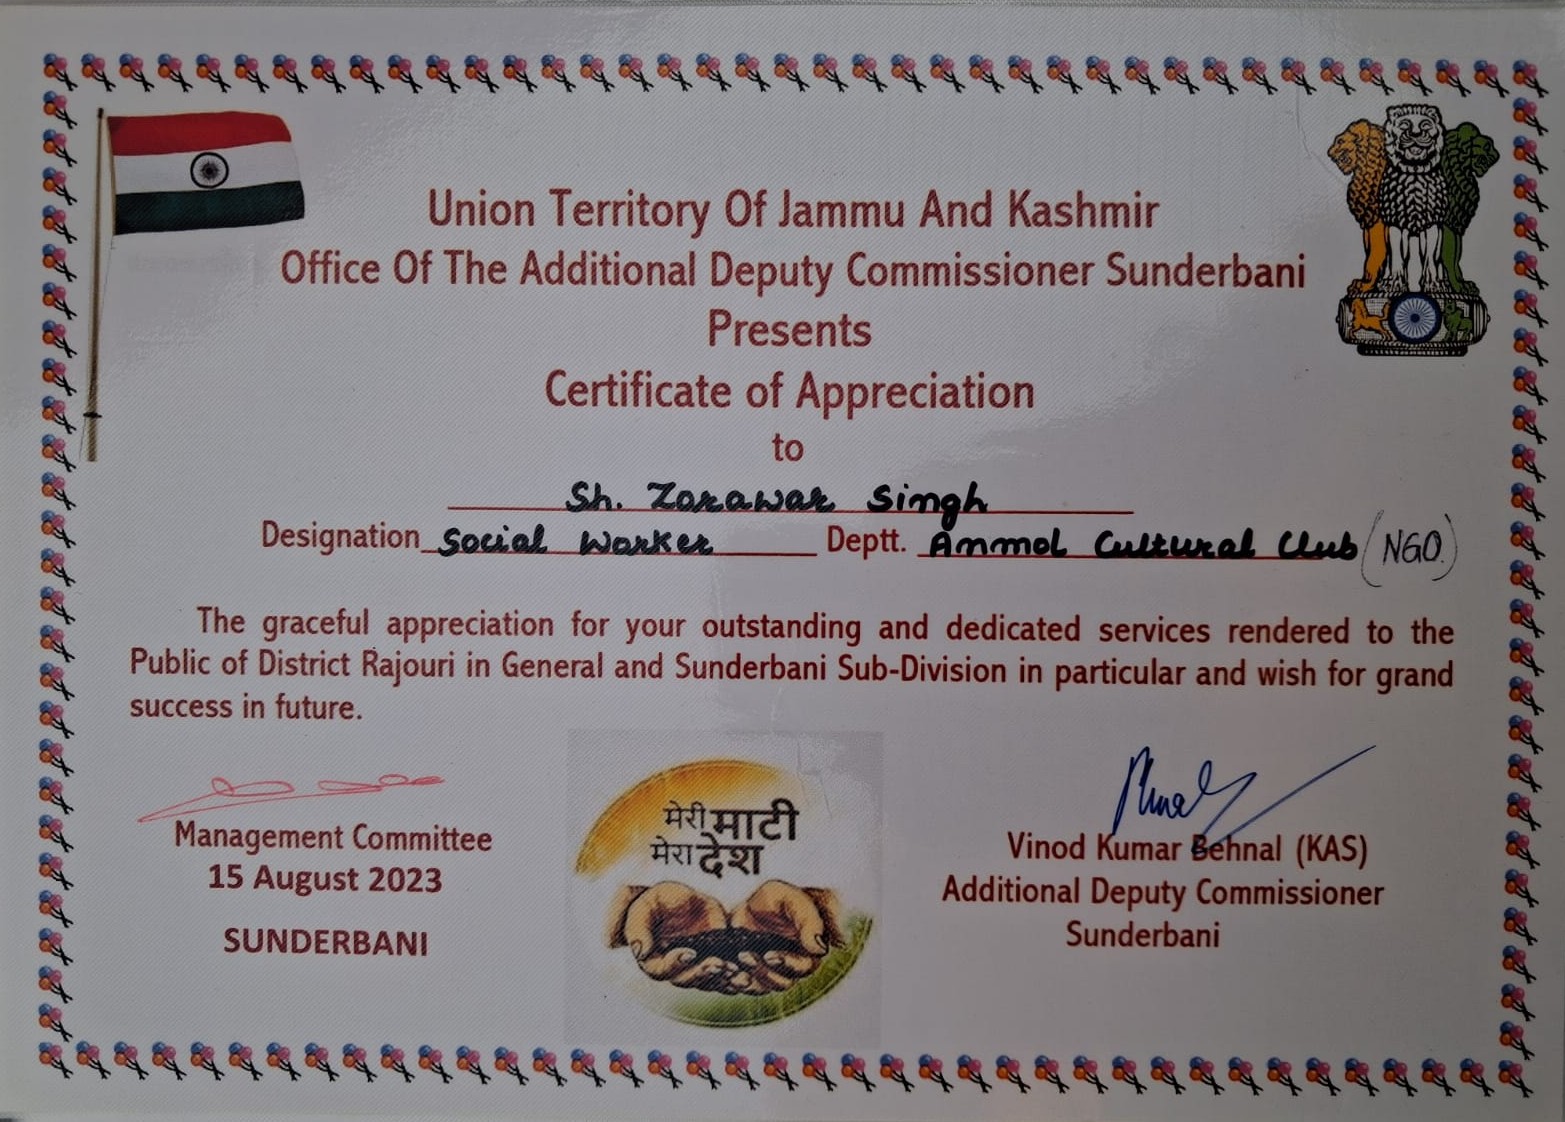 Union Territory Of Jammu And Kashmir
Office Of The Additional Deputy Commissioner Sunderbani
Presents
Certificate of Appreciation
to
Sh. Zorawar Singh
Designation Social Worker Deptt. Anmol Cultural Club (NGO.)
The graceful appreciation for your outstanding and dedicated services rendered to the
Public of District Rajouri in General and Sunderbani Sub-Division in particular and wish for grand
success in future.
Management Committee
15 August 2023
SUNDERBANI
मेरी माटी
मेरा देश
Vinod Kumar Behnal (KAS)
Additional Deputy Commissioner
Sunderbani